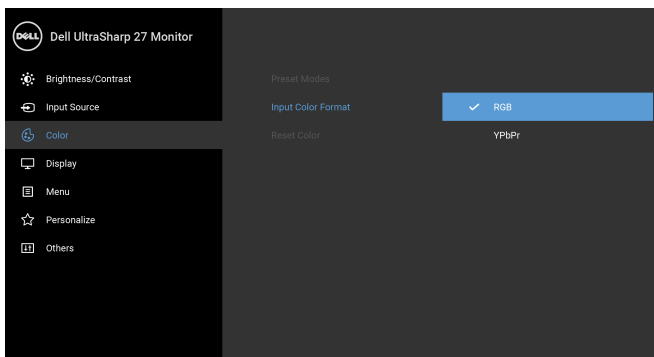 DELL Dell UltraSharp 27 Monitor
Brightness/Contrast
Input Source
Color
Display
Menu
Personalize
Others
Preset Modes
Input Color Format
Reset Color
RGB
YPbPr